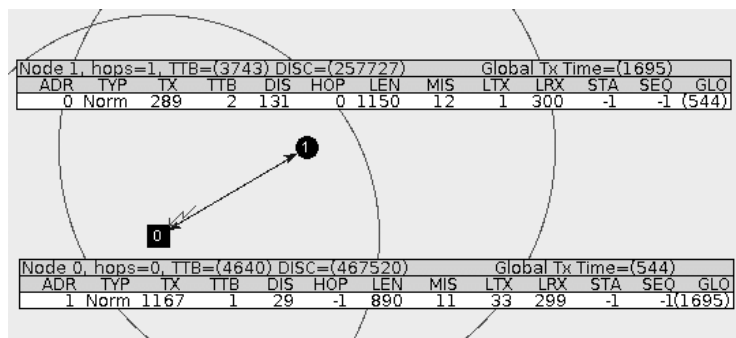 Node 1, hops=1, TTB=(3743) DISC=(257727) Global Tx Time=(1695)
ADR TYP TX TTB DIS HOP LEN MIS LTX LRX STA SEQ GLO
0 Norm 289 2 131 0 1150 12 1 300 -1 -1 (544)
1
0
Node 0, hops=0, TTB=(4640) DISC=(467520) Global Tx Time=(544)
ADR TYP TX TTB DIS HOP LEN MIS LTX LRX STA SEQ GLO
1 Norm 1167 1 29 -1 890 11 33 299 -1 -1(1695)